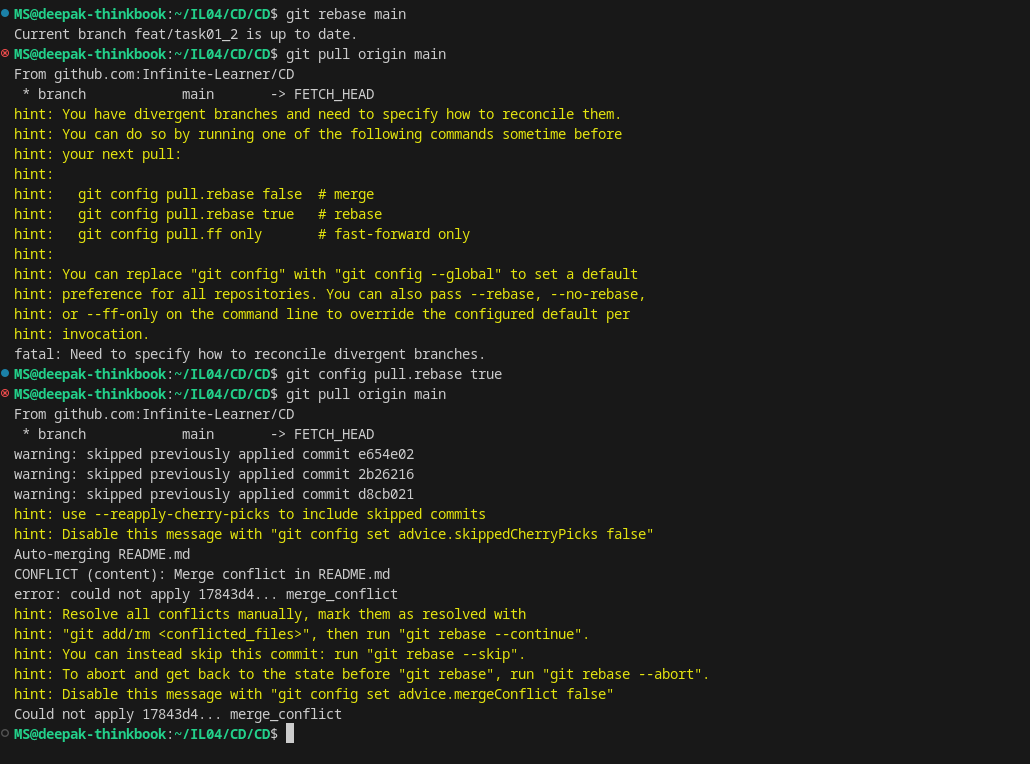 MS@deepak-thinkbook:~/IL04/CD/CD$ git rebase main
Current branch feat/task01_2 is up to date.
MS@deepak-thinkbook:~/IL04/CD/CD$ git pull origin main
From github.com:Infinite-Learner/CD
 * branch            main       -> FETCH_HEAD
hint: You have divergent branches and need to specify how to reconcile them.
hint: You can do so by running one of the following commands sometime before
hint: your next pull:
hint:
hint:   git config pull.rebase false  # merge
hint:   git config pull.rebase true   # rebase
hint:   git config pull.ff only       # fast-forward only
hint:
hint: You can replace "git config" with "git config --global" to set a default
hint: preference for all repositories. You can also pass --rebase, --no-rebase,
hint: or --ff-only on the command line to override the configured default per
hint: invocation.
fatal: Need to specify how to reconcile divergent branches.
MS@deepak-thinkbook:~/IL04/CD/CD$ git config pull.rebase true
MS@deepak-thinkbook:~/IL04/CD/CD$ git pull origin main
From github.com:Infinite-Learner/CD
 * branch            main       -> FETCH_HEAD
warning: skipped previously applied commit e654e02
warning: skipped previously applied commit 2b26216
warning: skipped previously applied commit d8cb021
hint: use --reapply-cherry-picks to include skipped commits
hint: Disable this message with "git config set advice.skippedCherryPicks false"
Auto-merging README.md
CONFLICT (content): Merge conflict in README.md
error: could not apply 17843d4... merge_conflict
hint: Resolve all conflicts manually, mark them as resolved with
hint: "git add/rm <conflicted_files>", then run "git rebase --continue".
hint: You can instead skip this commit: run "git rebase --skip".
hint: To abort and get back to the state before "git rebase", run "git rebase --abort".
hint: Disable this message with "git config set advice.mergeConflict false"
Could not apply 17843d4... merge_conflict
MS@deepak-thinkbook:~/IL04/CD/CD$